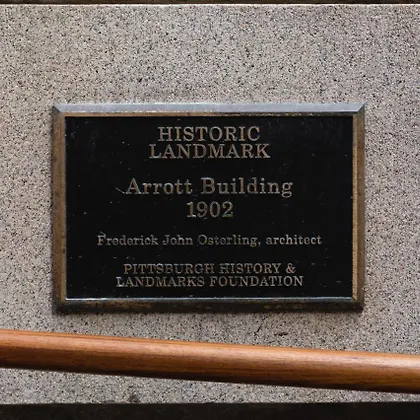 HISTORIC
LANDMARK
Arrott Building
1902
Frederick John Osterling, architect
PITTSBURGH HISTORY &
LANDMARKS FOUNDATION